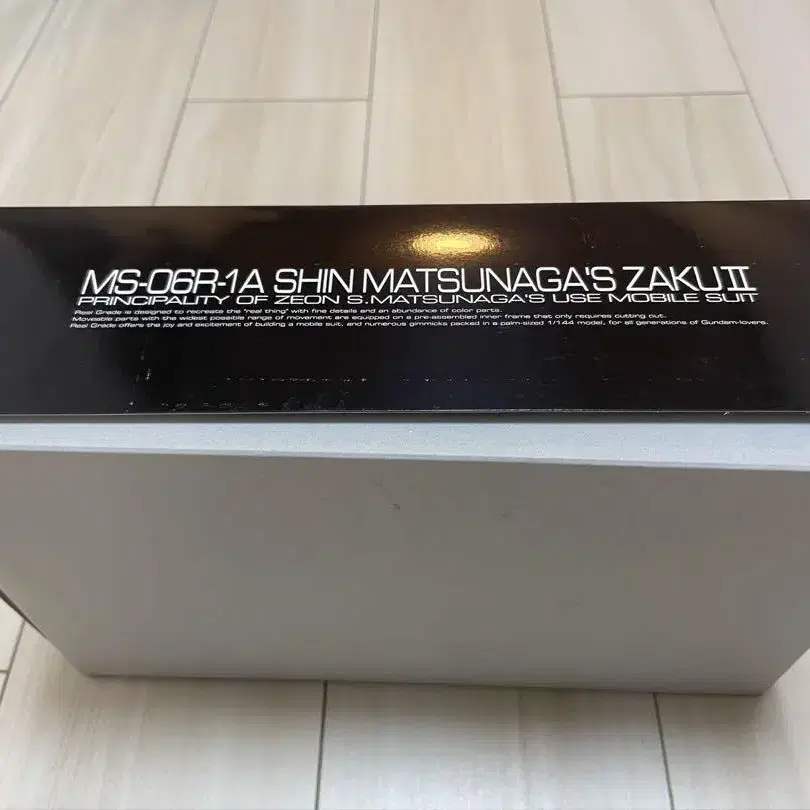 MS-06R-1A SHIN MATSUNAGA'S ZAKUⅡ
PRINCIPALITY OF ZEON S.MATSUNAGA'S USE MOBILE SUIT
Real Grade is designed to recreate the "real thing" with fine details and an abundance of color parts.
Moveable parts with the widest possible range of movement are equipped on a pre-assembled inner frame that only requires cutting out.
Real Grade offers the joy and excitement of building a mobile suit, and numerous gimmicks packed in a palm-sized 1/144 model, for all generations of Gundam-lovers.